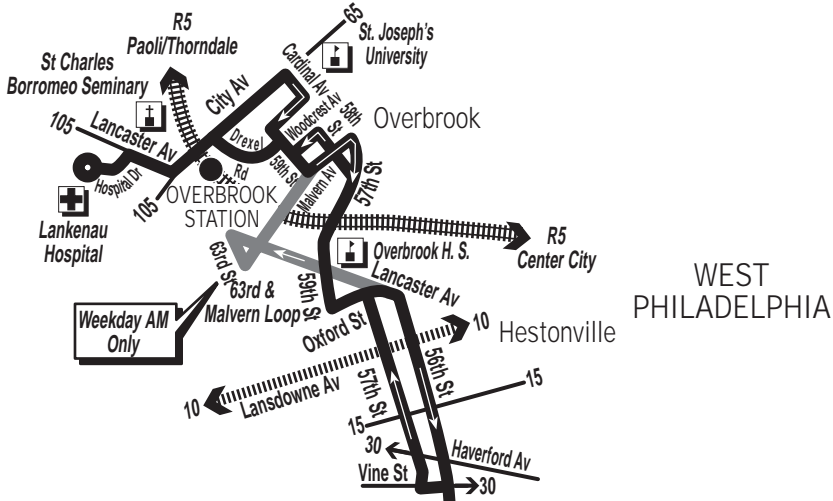 R5
Paoli/Thorndale
65
St. Joseph's
University
St Charles
Borromeo Seminary
City Av
Cardinal Av
105
Lancaster Av
Woodcrest Av
58th
St
Overbrook
Drexel
Rd
59th St
Malvern Av
57th St
Hospital Dr
105
OVERBROOK
STATION
Lankenau
Hospital
Overbrook H. S.
R5
Center City
63rd St
63rd &
Malvern Loop
59th St
Lancaster Av
WEST
PHILADELPHIA
Weekday AM
Only
Oxford St
10
Hestonville
Lansdowne Av
10
57th St
56th St
15
15
30
Haverford Av
Vine St
30